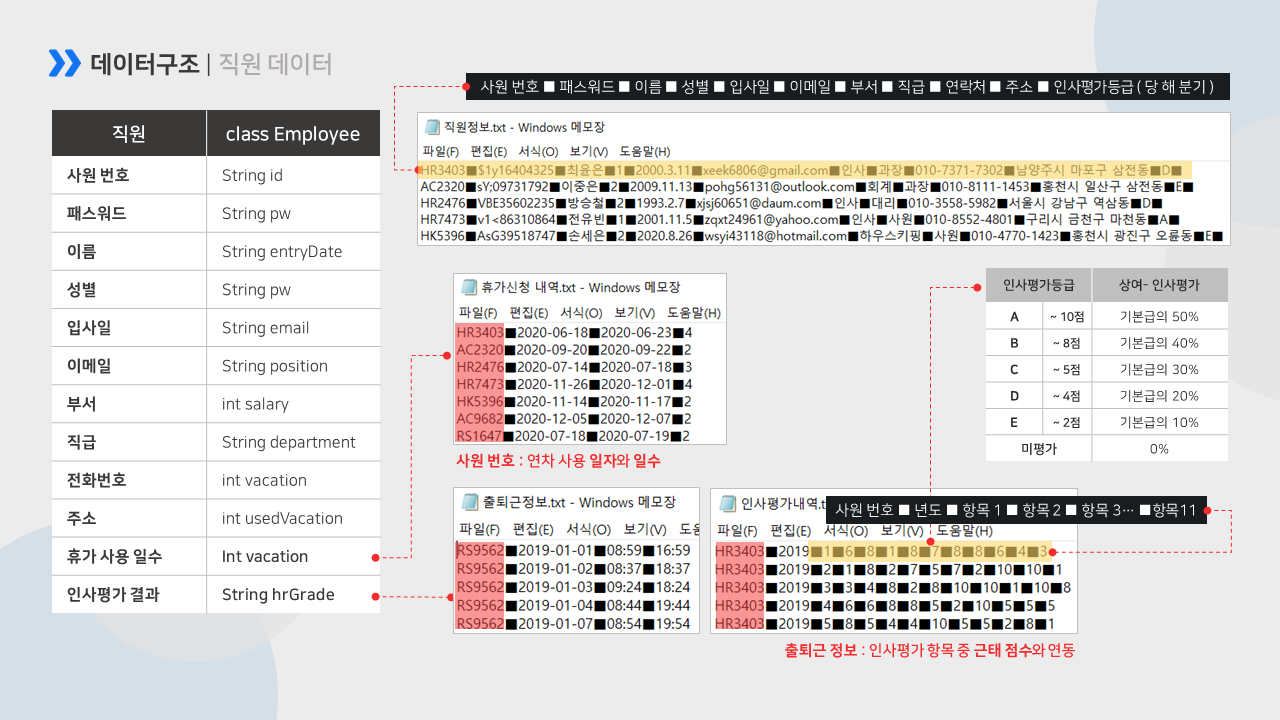 데이터구조 | 직원 데이터
사원 번호 ■ 패스워드 ■ 이름 ■ 성별 ■ 입사일 ■ 이메일 ■ 부서 ■ 직급 ■ 연락처 ■ 주소 ■ 인사평가등급 ( 당 해 분기 )
직원 class Employee
사원 번호 String id
패스워드 String pw
이름 String entryDate
성별 String pw
입사일 String email
이메일 String position
부서 int salary
직급 String department
전화번호 int vacation
주소 int usedVacation
휴가 사용 일수 Int vacation
인사평가 결과 String hrGrade
직원정보.txt - Windows 메모장
파일(F) 편집(E) 서식(O) 보기(V) 도움말(H)
HR3403■$1y16404325■최윤은■1■2000.3.11■xeek6806@gmail.com■인사■과장■010-7371-7302■남양주시 마포구 삼전동■D■
AC2320■sY;09731792■이중은■2■2009.11.13■pohg56131@outlook.com■회계■과장■010-8111-1453■홍천시 일산구 삼전동■E■
HR2476■VBE35602235■방승철■2■1993.2.7■xjsj60651@daum.com■인사■대리■010-3558-5982■서울시 강남구 역삼동■D■
HR7473■v1<86310864■전유빈■1■2001.11.5■zqxt24961@yahoo.com■인사■사원■010-8552-4801■구리시 금천구 마천동■A■
HK5396■AsG39518747■손세은■2■2020.8.26■wsyi43118@hotmail.com■하우스키핑■사원■010-4770-1423■홍천시 광진구 오륜동■E■
휴가신청 내역.txt - Windows 메모장
파일(F) 편집(E) 서식(O) 보기(V) 도움말(H)
HR3403■2020-06-18■2020-06-23■4
AC2320■2020-09-20■2020-09-22■2
HR2476■2020-07-14■2020-07-18■3
HR7473■2020-11-26■2020-12-01■4
HK5396■2020-11-14■2020-11-17■2
AC9682■2020-12-05■2020-12-07■2
RS1647■2020-07-18■2020-07-19■2
사원 번호 : 연차 사용 일자와 일수
인사평가등급 상여- 인사평가
A ~ 10점 기본급의 50%
B ~ 8점 기본급의 40%
C ~ 5점 기본급의 30%
D ~ 4점 기본급의 20%
E ~ 2점 기본급의 10%
미평가 0%
출퇴근정보.txt - Windows 메모장
파일(F) 편집(E) 서식(O) 보기(V) 도움
RS9562■2019-01-01■08:59■16:59
RS9562■2019-01-02■08:37■18:37
RS9562■2019-01-03■09:24■18:24
RS9562■2019-01-04■08:44■19:44
RS9562■2019-01-07■08:54■19:54
인사평가내역.t
사원 번호 ■ 년도 ■ 항목 1 ■ 항목 2 ■ 항목 3… ■항목11
파일(F) 편집(E) 서식(O) 보기(V) 도움말(H)
HR3403■2019■1■6■8■1■8■7■8■8■6■4■3
HR3403■2019■2■1■8■2■7■5■7■2■10■10■1
HR3403■2019■3■3■4■8■2■8■10■10■1■10■8
HR3403■2019■4■6■6■8■8■5■2■10■5■5■5
HR3403■2019■5■8■5■4■4■10■5■5■2■8■1
출퇴근 정보 : 인사평가 항목 중 근태 점수와 연동